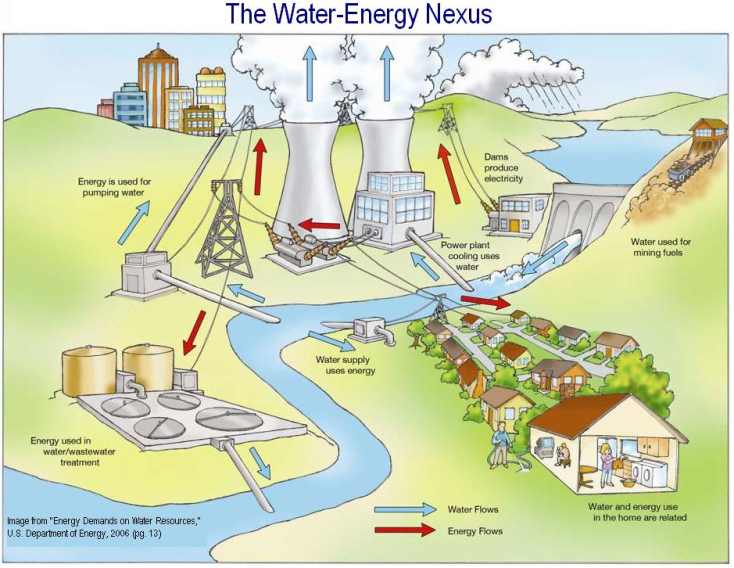 The Water-Energy Nexus
Energy is used for
pumping water
Dams
produce
electricity
Water used for
mining fuels
Power plant
cooling uses
water
Water supply
uses energy
Energy used in
water/wastewater
treatment
Water and energy use
in the home are related
Water Flows
Energy Flows
Image from "Energy Demands on Water Resources,"
U.S. Department of Energy, 2006 (pg. 13)